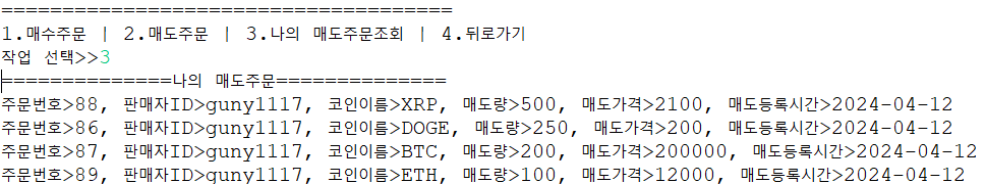 =====================================
1.매수주문 | 2.매도주문 | 3.나의 매도주문조회 | 4.뒤로가기
작업 선택>>3
==============나의 매도주문==============
주문번호>88, 판매자ID>guny1117, 코인이름>XRP, 매도량>500, 매도가격>2100, 매도등록시간>2024-04-12
주문번호>86, 판매자ID>guny1117, 코인이름>DOGE, 매도량>250, 매도가격>200, 매도등록시간>2024-04-12
주문번호>87, 판매자ID>guny1117, 코인이름>BTC, 매도량>200, 매도가격>200000, 매도등록시간>2024-04-12
주문번호>89, 판매자ID>guny1117, 코인이름>ETH, 매도량>100, 매도가격>12000, 매도등록시간>2024-04-12